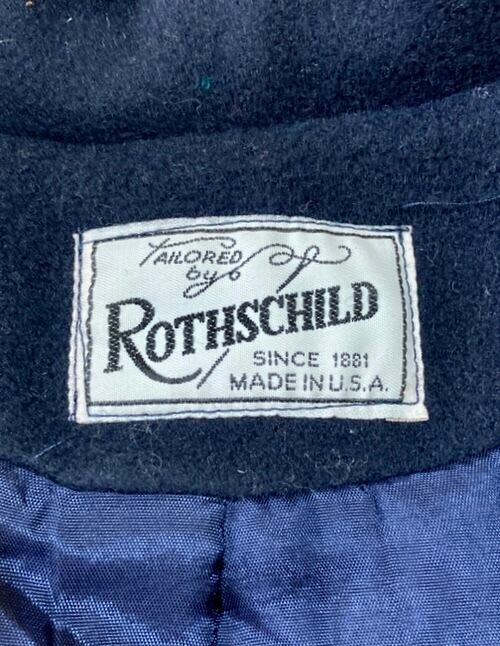 TAILORED
by
ROTHSCHILD
SINCE 1881
MADE IN U.S.A.